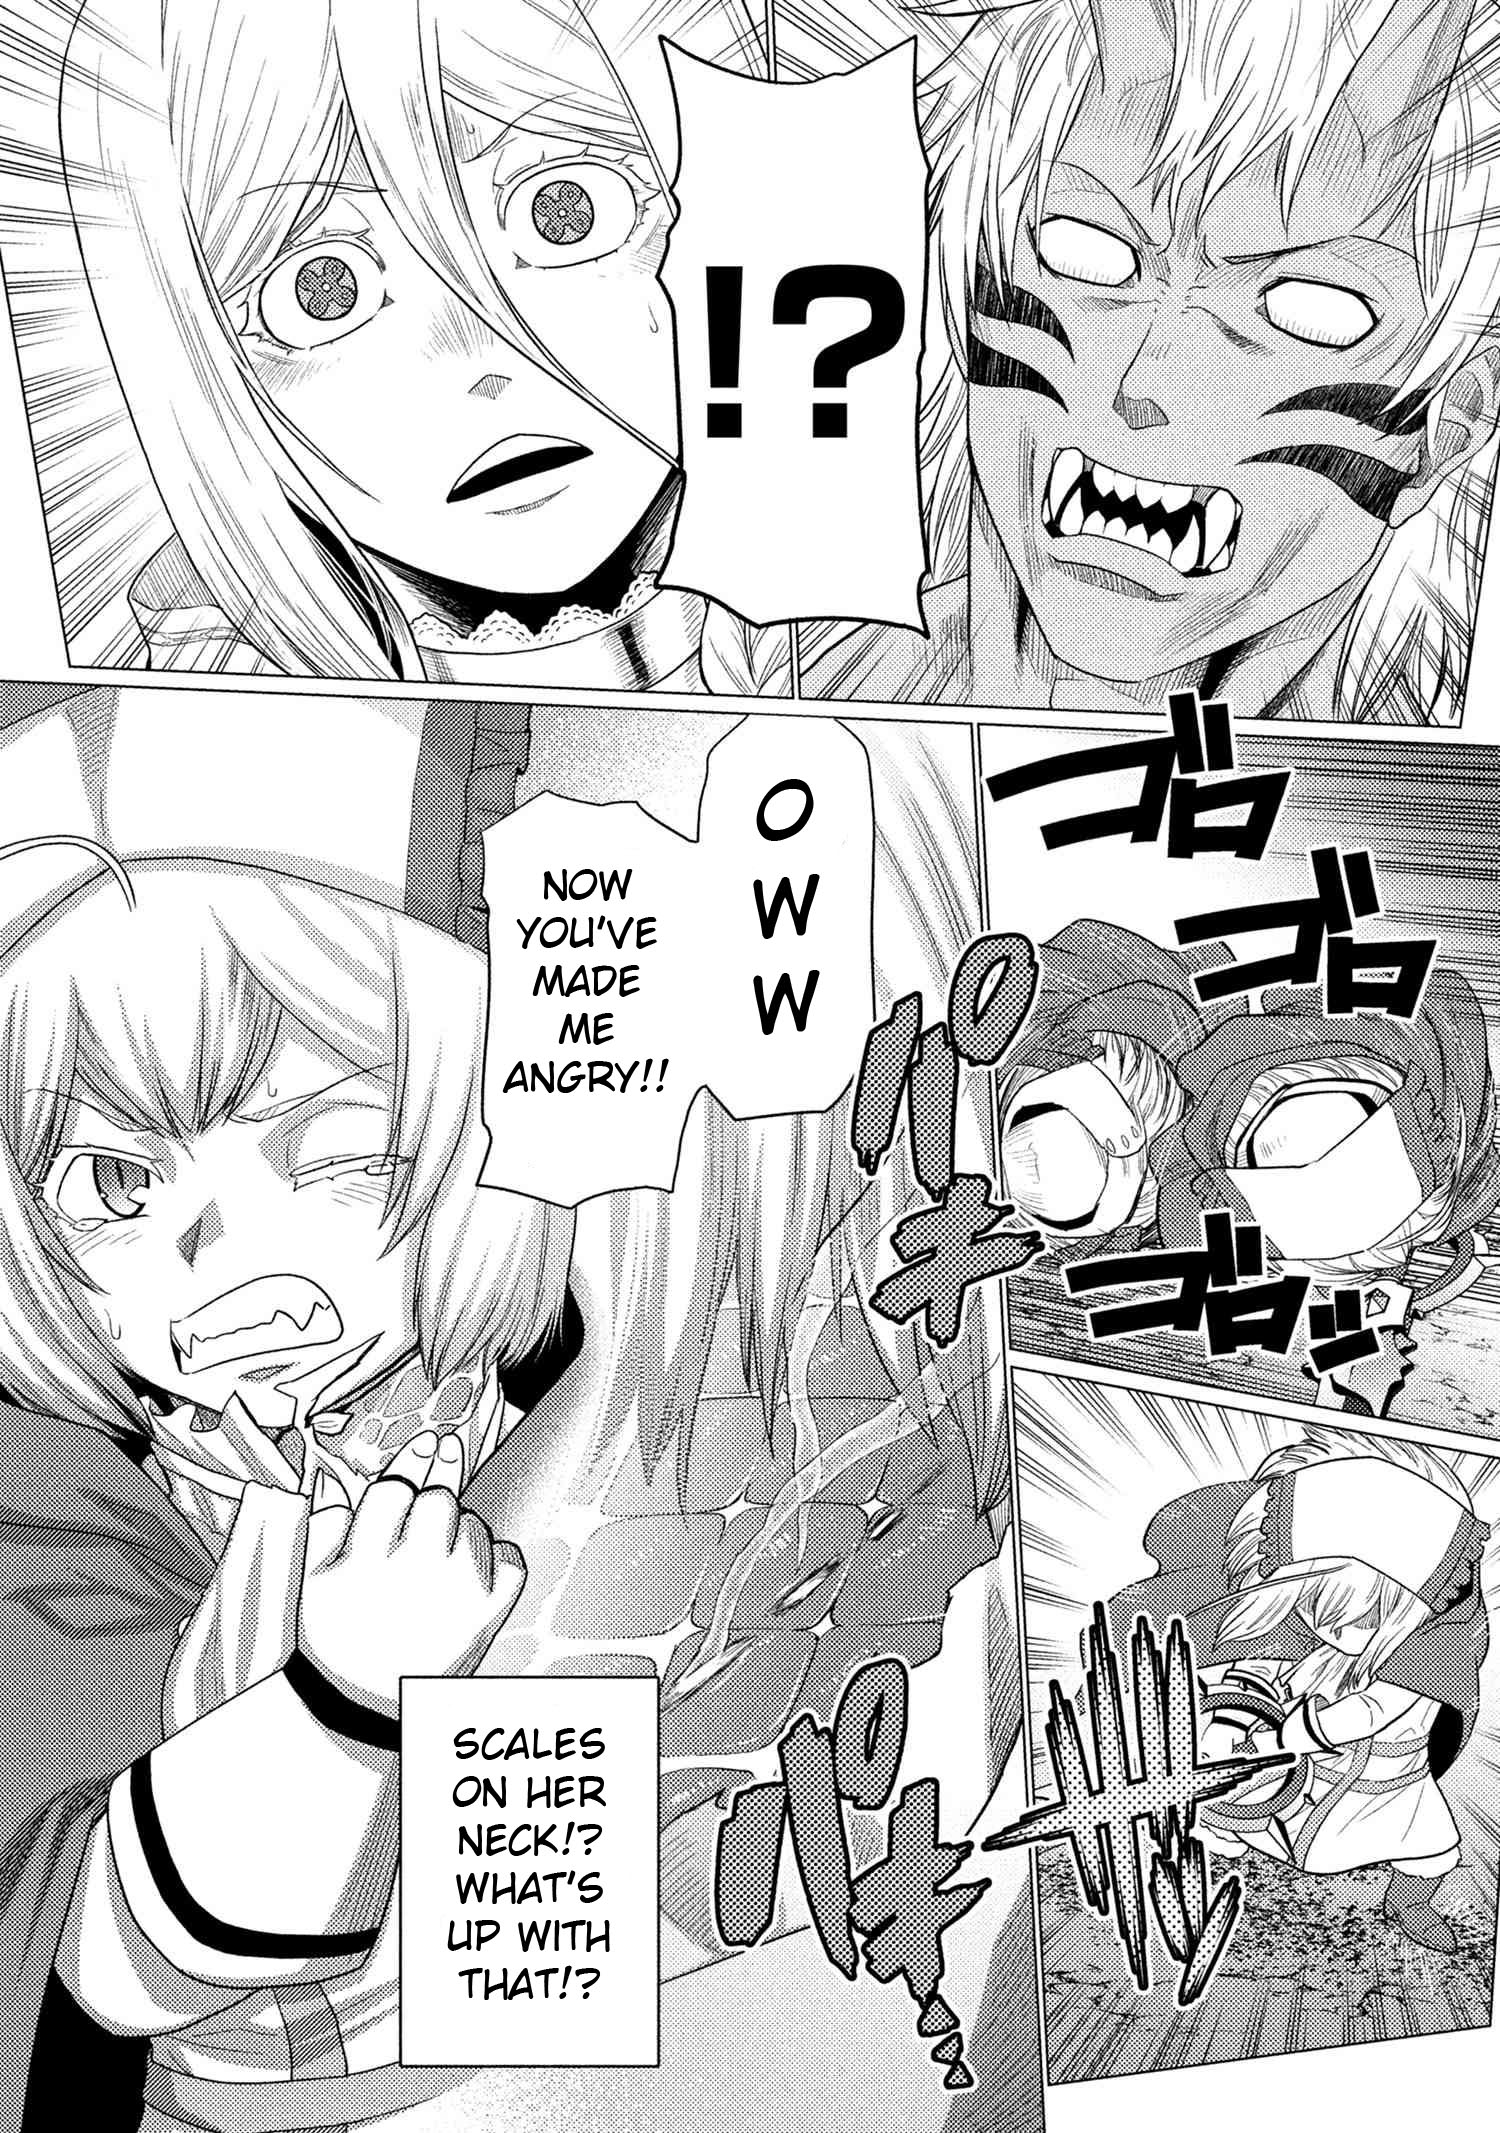 !?
ゴロ
ゴロ
ゴロッ
OWW
NOW
YOU'VE
MADE
ME
ANGRY!!
パキ
パキ
SCALES
ON HER
NECK!?
WHAT'S
UP WITH
THAT!?